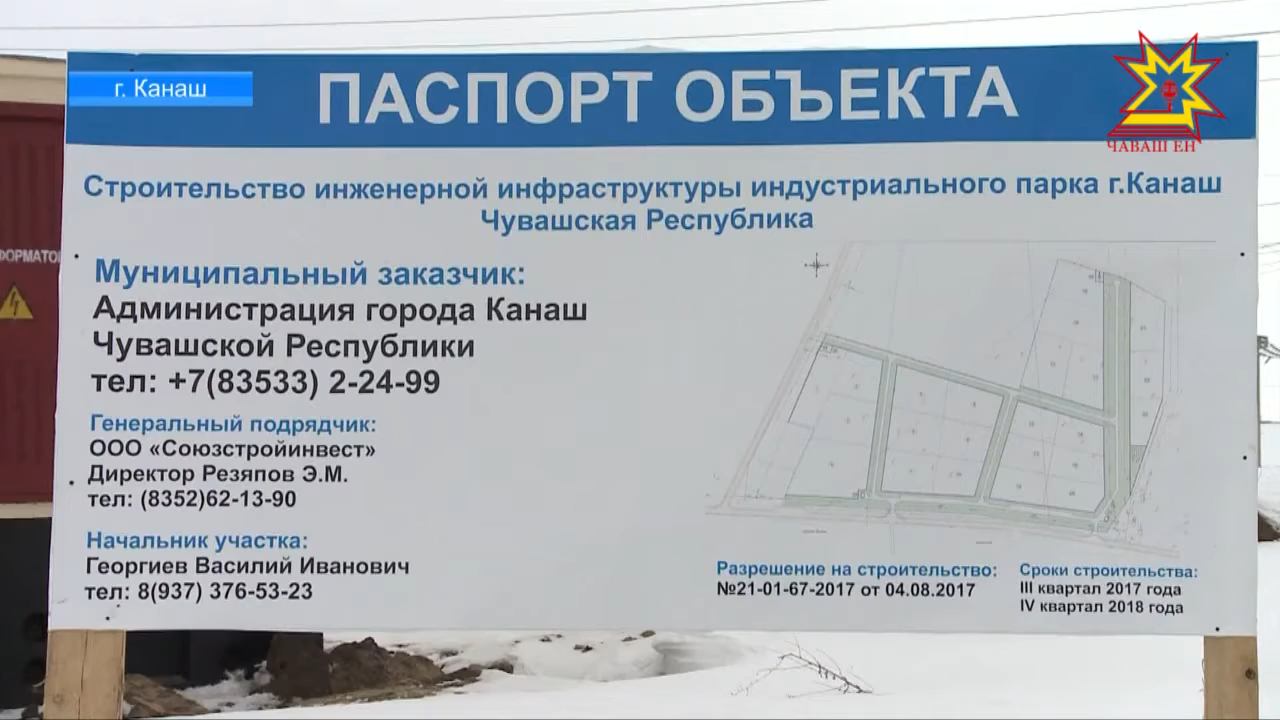 г. Канаш
ПАСПОРТ ОБЪЕКТА
ЧАВАШ ЕН
Строительство инженерной инфраструктуры индустриального парка г.Канаш
Чувашская Республика
Муниципальный заказчик:
Администрация города Канаш
Чувашской Республики
тел: +7(83533) 2-24-99
Генеральный подрядчик:
ООО «Союзстройинвест»
Директор Резяпов Э.М.
тел: (8352)62-13-90
Начальник участка:
Георгиев Василий Иванович
тел: 8(937) 376-53-23
Разрешение на строительство:
№21-01-67-2017 от 04.08.2017
Сроки строительства:
III квартал 2017 года
IV квартал 2018 года